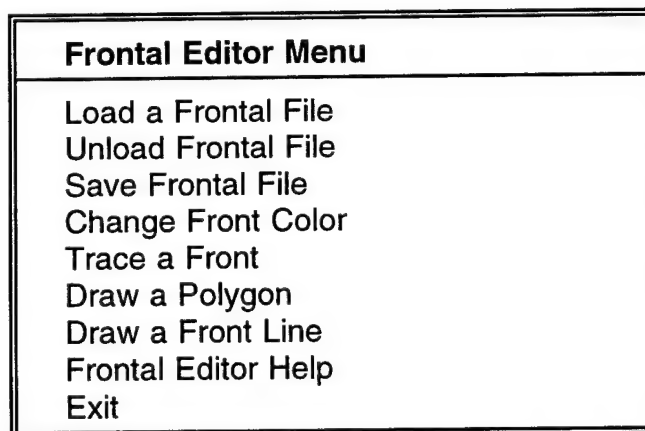 Frontal Editor Menu
Load a Frontal File
Unload Frontal File
Save Frontal File
Change Front Color
Trace a Front
Draw a Polygon
Draw a Front Line
Frontal Editor Help
Exit